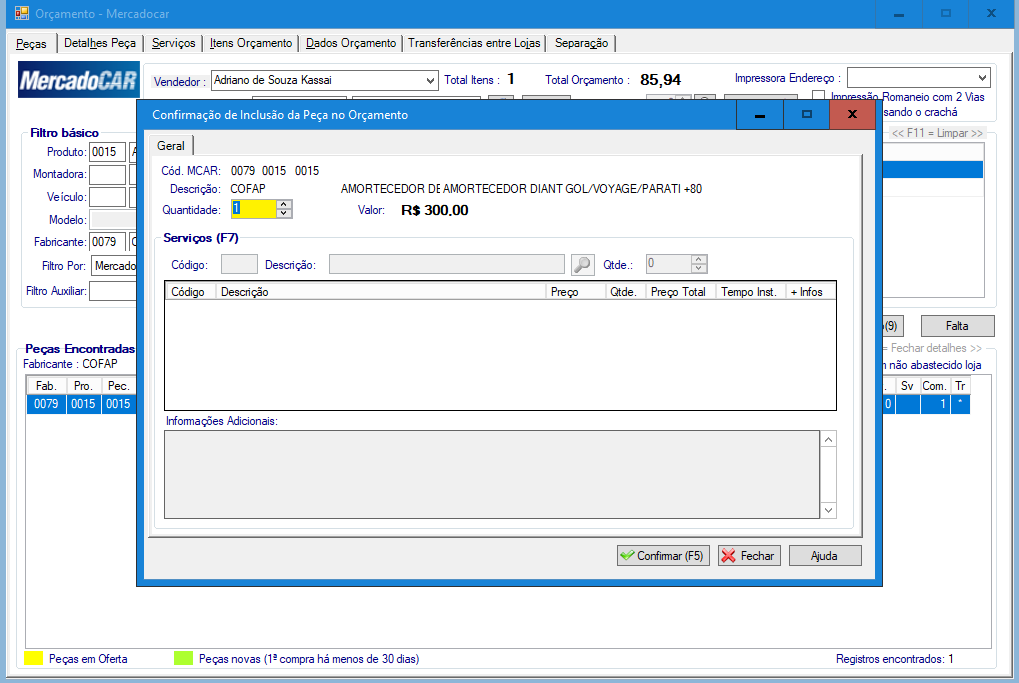 Orçamento - Mercadocar
Peças Detalhes Peça Serviços Itens Orçamento Dados Orçamento Transferências entre Lojas Separação
MercadoCAR
Vendedor : Adriano de Souza Kassai Total Itens : 1 Total Orçamento : 85,94 Impressora Endereço :
Impressão Romaneio com 2 Vias
sando o crachá
Confirmação de Inclusão da Peça no Orçamento
Filtro básico
<< F11 = Limpar >>
Produto: 0015
Montadora:
Veículo:
Modelo:
Fabricante: 0079
Filtro Por: Mercado
Filtro Auxiliar:
Geral
Cód. MCAR: 0079 0015 0015
Descrição: COFAP AMORTECEDOR DE AMORTECEDOR DIANT GOL/VOYAGE/PARATI +80
Quantidade: 1 Valor: R$ 300,00
Serviços (F7)
Código: Descrição: Qtde.: 0
Código Descrição Preço Qtde. Preço Total Tempo Inst. + Infos
Informações Adicionais:
Confirmar (F5) Fechar Ajuda
(9) Falta
Peças Encontradas
= Fechar detalhes >>
Fabricante : COFAP
não abastecido loja
Fab. Pro. Pec. Sv Com. Tr
0079 0015 0015 0 1 *
Peças em Oferta Peças novas (1ª compra há menos de 30 dias) Registros encontrados: 1